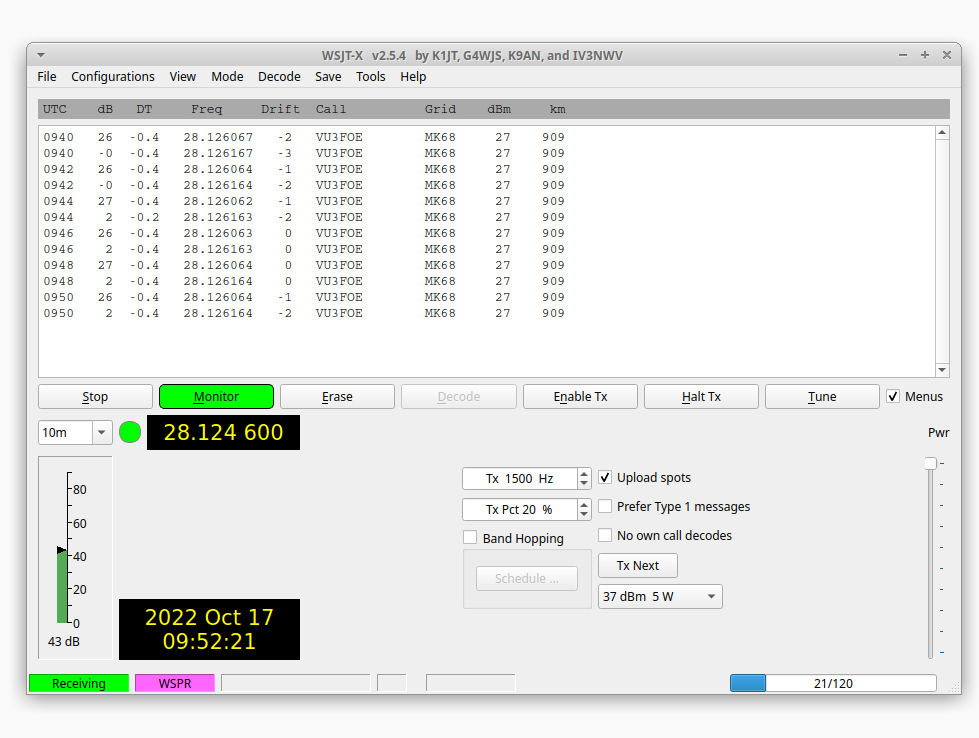 WSJT-X v2.5.4 by K1JT, G4WJS, K9AN, and IV3NWV
File Configurations View Mode Decode Save Tools Help
UTC dB DT Freq Drift Call Grid dBm km
0940 26 -0.4 28.126067 -2 VU3FOE MK68 27 909
0940 -0 -0.4 28.126167 -3 VU3FOE MK68 27 909
0942 26 -0.4 28.126064 -1 VU3FOE MK68 27 909
0942 -0 -0.4 28.126164 -2 VU3FOE MK68 27 909
0944 27 -0.4 28.126062 -1 VU3FOE MK68 27 909
0944 2 -0.2 28.126163 -2 VU3FOE MK68 27 909
0946 26 -0.4 28.126063 0 VU3FOE MK68 27 909
0946 2 -0.4 28.126163 0 VU3FOE MK68 27 909
0948 27 -0.4 28.126064 0 VU3FOE MK68 27 909
0948 2 -0.4 28.126164 0 VU3FOE MK68 27 909
0950 26 -0.4 28.126064 -1 VU3FOE MK68 27 909
0950 2 -0.4 28.126164 -2 VU3FOE MK68 27 909
Stop Monitor Erase Decode Enable Tx Halt Tx Tune Menus
10m 28.124 600 Pwr
80
60
40
20
0
43 dB
2022 Oct 17
09:52:21
Tx 1500 Hz
Tx Pct 20 %
Band Hopping
Schedule ...
Upload spots
Prefer Type 1 messages
No own call decodes
Tx Next
37 dBm 5 W
Receiving WSPR 21/120